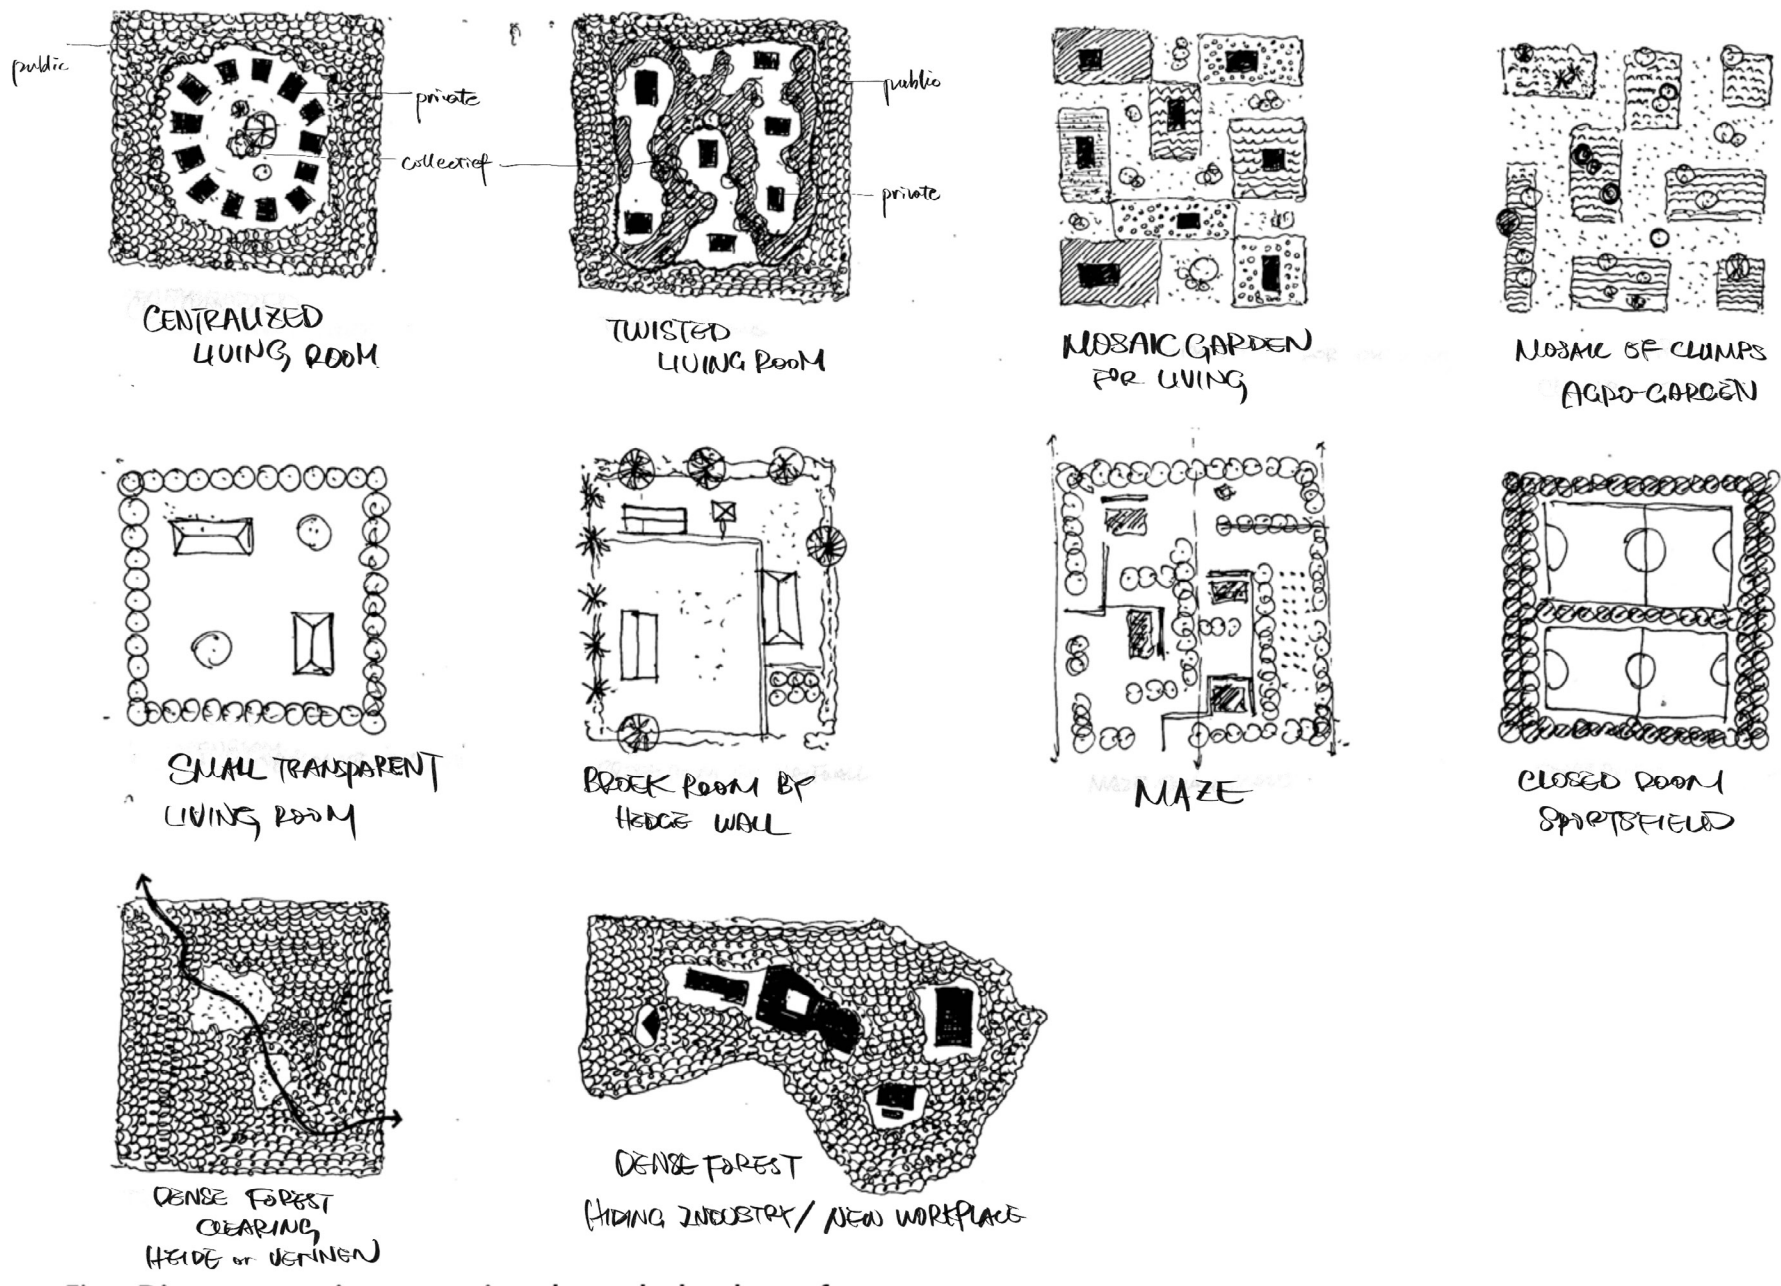 public
private
collectief
public
private
CENTRALIZED
LIVING ROOM
TWISTED
LIVING ROOM
MOSAIC GARDEN
FOR LIVING
MOSAIC OF CLUMPS
AGRO-GARDEN
SMALL TRANSPARENT
LIVING ROOM
BROEK ROOM OF
HEDGE WALL
MAZE
CLOSED ROOM
SPORTSFIELD
DENSE FOREST
CLEARING
HEIDE or VENNEN
DENSE FOREST
HIDING INDUSTRY/ NEW WORKPLACE